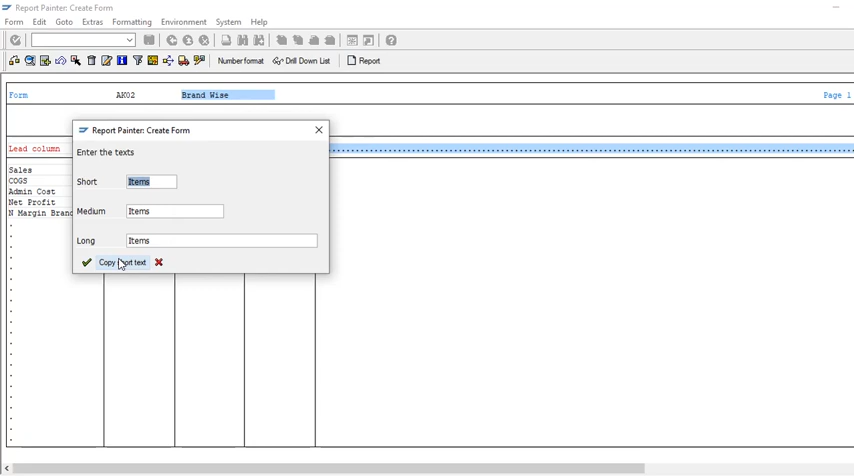 Report Painter: Create Form
Form Edit Goto Extras Formatting Environment System Help
Number format Drill Down List Report
Form AK02 Brand Wise Page 1
Report Painter: Create Form
Enter the texts
Lead column
Sales
COGS
Admin Cost
Net Profit
N Margin Brand
Short Items
Medium Items
Long Items
Copy short text